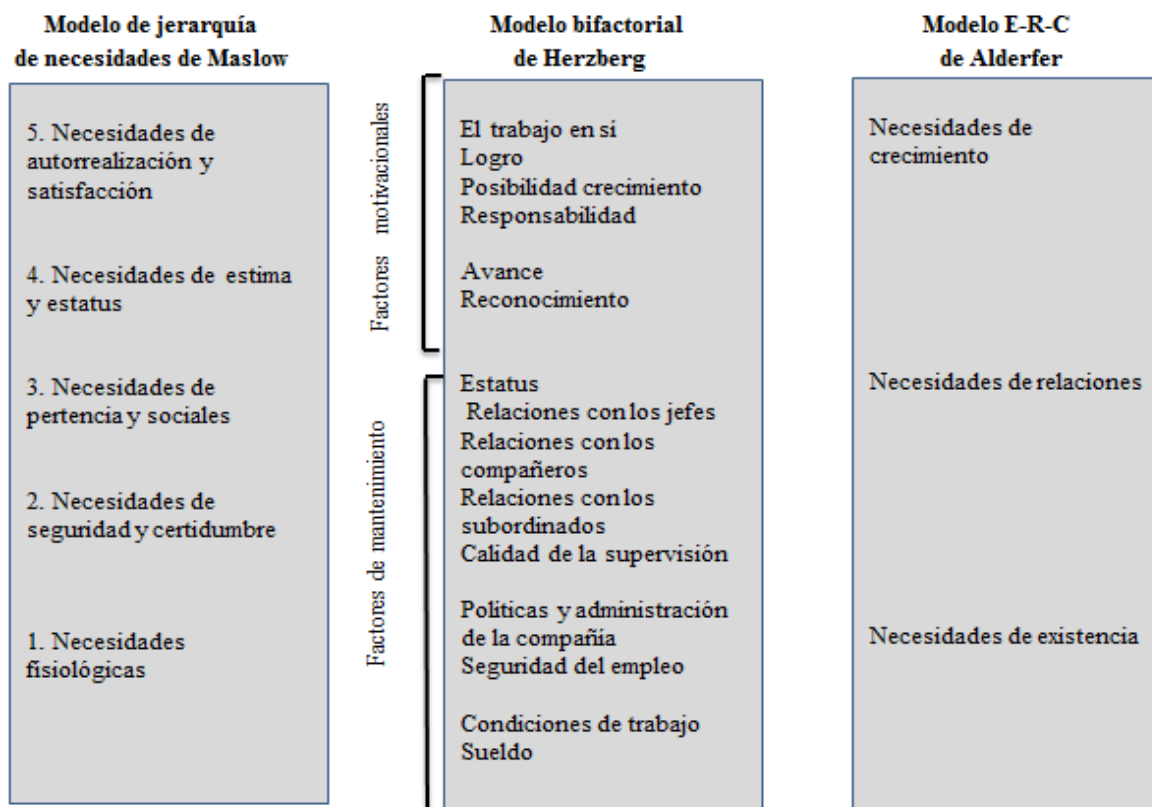 Modelo de jerarquía
de necesidades de Maslow
5. Necesidades de
autorrealización y
satisfacción
4. Necesidades de estima
y estatus
3. Necesidades de
pertencia y sociales
2. Necesidades de
seguridad y certidumbre
1. Necesidades
fisiológicas
Modelo bifactorial
de Herzberg
Factores motivacionales
El trabajo en sí
Logro
Posibilidad crecimiento
Responsabilidad
Avance
Reconocimiento
Factores de mantenimiento
Estatus
Relaciones con los jefes
Relaciones con los
compañeros
Relaciones con los
subordinados
Calidad de la supervisión
Políticas y administración
de la compañía
Seguridad del empleo
Condiciones de trabajo
Sueldo
Modelo E-R-C
de Alderfer
Necesidades de
crecimiento
Necesidades de relaciones
Necesidades de existencia